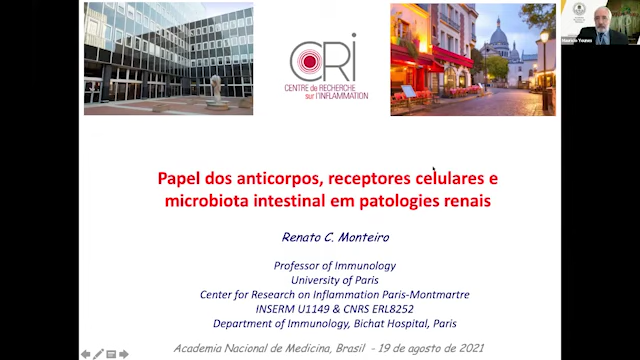 CRI
CENTRE de RECHERCHE
sur l'INFLAMMATION
Papel dos anticorpos, receptores celulares e
microbiota intestinal em patologies renais
Renato C. Monteiro
Professor of Immunology
University of Paris
Center for Research on Inflammation Paris-Montmartre
INSERM U1149 & CNRS ERL8252
Department of Immunology, Bichat Hospital, Paris
Academia Nacional de Medicina, Brasil - 19 de agosto de 2021